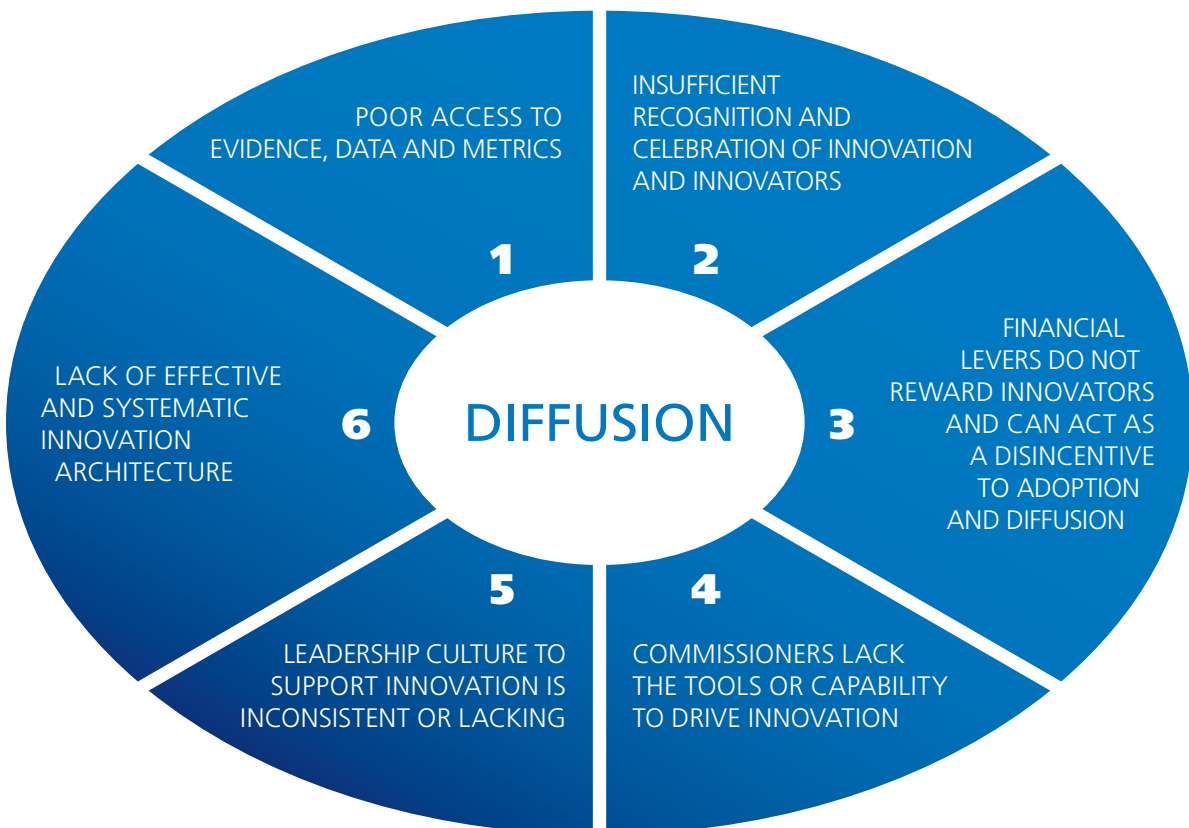 POOR ACCESS TO
EVIDENCE, DATA AND METRICS
1
INSUFFICIENT
RECOGNITION AND
CELEBRATION OF INNOVATION
AND INNOVATORS
2
FINANCIAL
LEVERS DO NOT
REWARD INNOVATORS
AND CAN ACT AS
A DISINCENTIVE
TO ADOPTION
AND DIFFUSION
3
COMMISSIONERS LACK
THE TOOLS OR CAPABILITY
TO DRIVE INNOVATION
4
LEADERSHIP CULTURE TO
SUPPORT INNOVATION IS
INCONSISTENT OR LACKING
5
LACK OF EFFECTIVE
AND SYSTEMATIC
INNOVATION
ARCHITECTURE
6
DIFFUSION